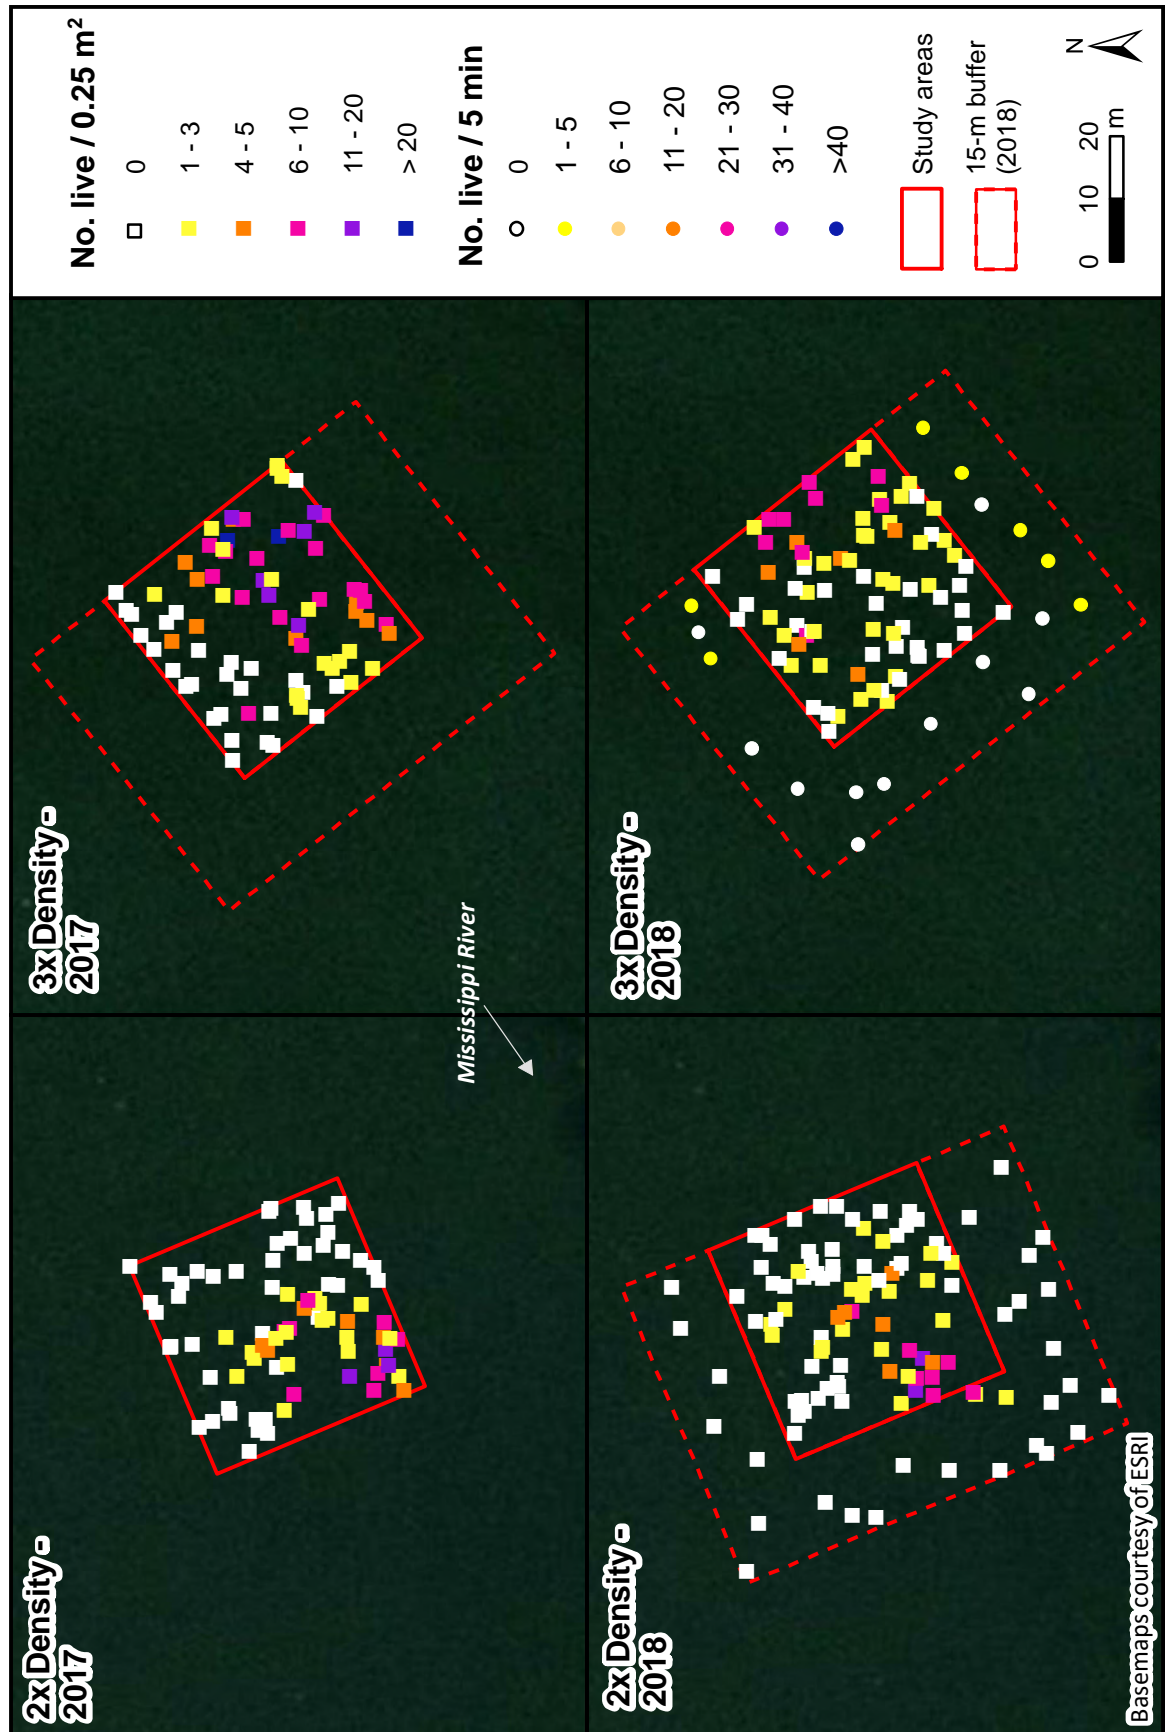 2x Density -
2017
3x Density -
2017
Mississippi River
2x Density -
2018
3x Density -
2018
Basemaps courtesy of ESRI
No. live / 0.25 m²
0
1 - 3
4 - 5
6 - 10
11 - 20
> 20
No. live / 5 min
0
1 - 5
6 - 10
11 - 20
21 - 30
31 - 40
>40
Study areas
15-m buffer
(2018)
0 10 20
m
N